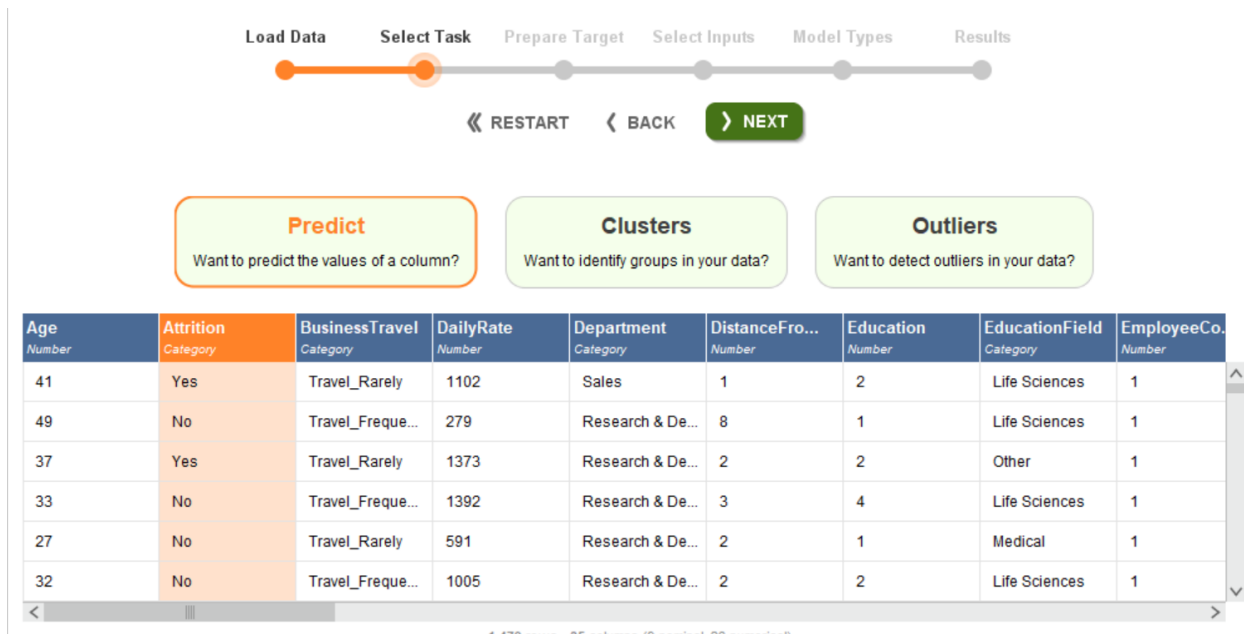 Load Data Select Task Prepare Target Select Inputs Model Types Results
RESTART BACK NEXT
Predict Clusters Outliers
Want to predict the values of a column? Want to identify groups in your data? Want to detect outliers in your data?
Age Attrition BusinessTravel DailyRate Department DistanceFro... Education EducationField EmployeeCo.
Number Category Category Number Category Number Number Category Number
41 Yes Travel_Rarely 1102 Sales 1 2 Life Sciences 1
49 No Travel_Freque... 279 Research & De... 8 1 Life Sciences 1
37 Yes Travel_Rarely 1373 Research & De... 2 2 Other 1
33 No Travel_Freque... 1392 Research & De... 3 4 Life Sciences 1
27 No Travel_Rarely 591 Research & De... 2 1 Medical 1
32 No Travel_Freque... 1005 Research & De... 2 2 Life Sciences 1